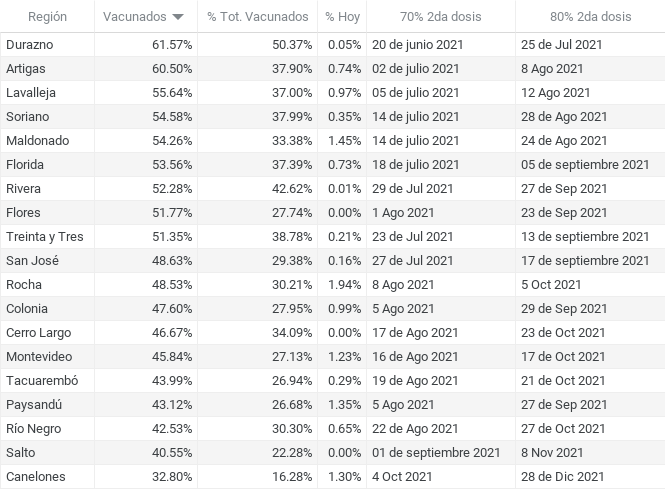 Región Vacunados % Tot. Vacunados % Hoy 70% 2da dosis 80% 2da dosis
Durazno 61.57% 50.37% 0.05% 20 de junio 2021 25 de Jul 2021
Artigas 60.50% 37.90% 0.74% 02 de julio 2021 8 Ago 2021
Lavalleja 55.64% 37.00% 0.97% 05 de julio 2021 12 Ago 2021
Soriano 54.58% 37.99% 0.35% 14 de julio 2021 28 de Ago 2021
Maldonado 54.26% 33.38% 1.45% 14 de julio 2021 24 de Ago 2021
Florida 53.56% 37.39% 0.73% 18 de julio 2021 05 de septiembre 2021
Rivera 52.28% 42.62% 0.01% 29 de Jul 2021 27 de Sep 2021
Flores 51.77% 27.74% 0.00% 1 Ago 2021 23 de Sep 2021
Treinta y Tres 51.35% 38.78% 0.21% 23 de Jul 2021 13 de septiembre 2021
San José 48.63% 29.38% 0.16% 27 de Jul 2021 17 de septiembre 2021
Rocha 48.53% 30.21% 1.94% 8 Ago 2021 5 Oct 2021
Colonia 47.60% 27.95% 0.99% 5 Ago 2021 29 de Sep 2021
Cerro Largo 46.67% 34.09% 0.00% 17 de Ago 2021 23 de Oct 2021
Montevideo 45.84% 27.13% 1.23% 16 de Ago 2021 17 de Oct 2021
Tacuarembó 43.99% 26.94% 0.29% 19 de Ago 2021 21 de Oct 2021
Paysandú 43.12% 26.68% 1.35% 5 Ago 2021 27 de Sep 2021
Río Negro 42.53% 30.30% 0.65% 22 de Ago 2021 27 de Oct 2021
Salto 40.55% 22.28% 0.00% 01 de septiembre 2021 8 Nov 2021
Canelones 32.80% 16.28% 1.30% 4 Oct 2021 28 de Dic 2021